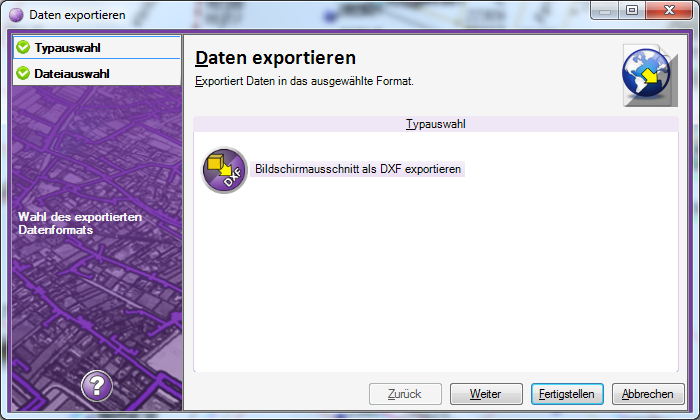 Daten exportieren
Typauswahl
Dateiauswahl
Wahl des exportierten
Datenformats
?
Daten exportieren
Exportiert Daten in das ausgewählte Format.
Typauswahl
DXF
Bildschirmausschnitt als DXF exportieren
Zurück
Weiter
Fertigstellen
Abbrechen